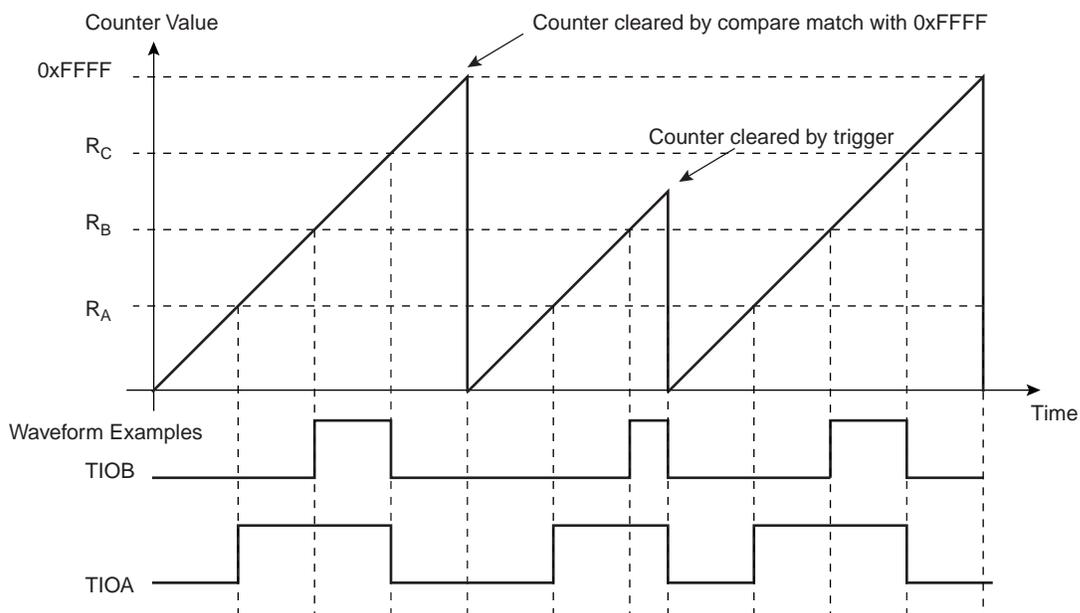 Counter Value
Counter cleared by compare match with 0xFFFF
0xFFFF
Counter cleared by trigger
RC
RB
RA
Time
Waveform Examples
TIOB
TIOA